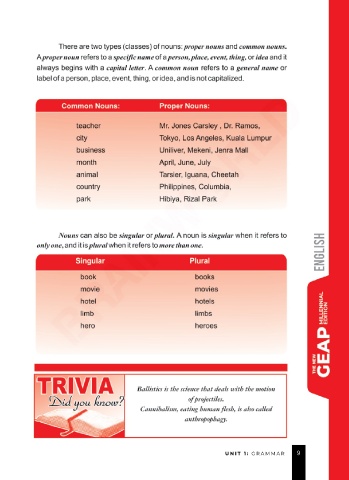 There are two types (classes) of nouns: proper nouns and common nouns.
A proper noun refers to a specific name of a person, place, event, thing, or idea and it
always begins with a capital letter. A common noun refers to a general name or
label of a person, place, event, thing, or idea, and is not capitalized.
Common Nouns: Proper Nouns:
teacher Mr. Jones Carsley , Dr. Ramos,
city Tokyo, Los Angeles, Kuala Lumpur
business Uniliver, Mekeni, Jenra Mall
month April, June, July
animal Tarsier, Iguana, Cheetah
country Philippines, Columbia,
park Hibiya, Rizal Park
Nouns can also be singular or plural. A noun is singular when it refers to
only one, and it is plural when it refers to more than one.
Singular Plural
book books
movie movies
hotel hotels
limb limbs
hero heroes
TRIVIA
Did you know?
Ballistics is the science that deals with the motion
of projectiles.
Cannibalism, eating human flesh, is also called
anthropophagy.
ENGLISH
THE NEW
GEAP
MILLENNIAL
EDITION
UNIT 1: GRAMMAR 9